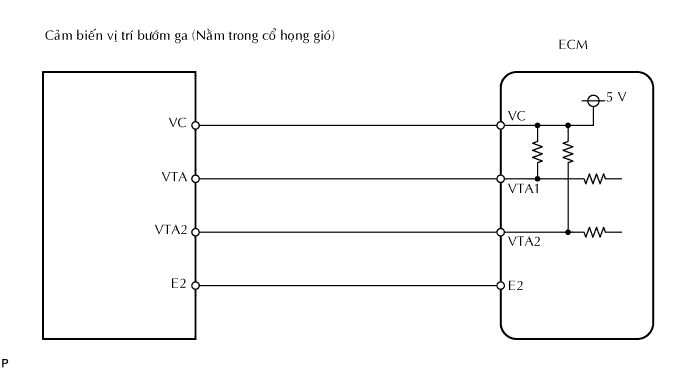 Cảm biến vị trí bướm ga (Nằm trong cổ họng gió)
ECM
5 V
VC
VC
VTA
VTA1
VTA2
VTA2
E2
E2
P